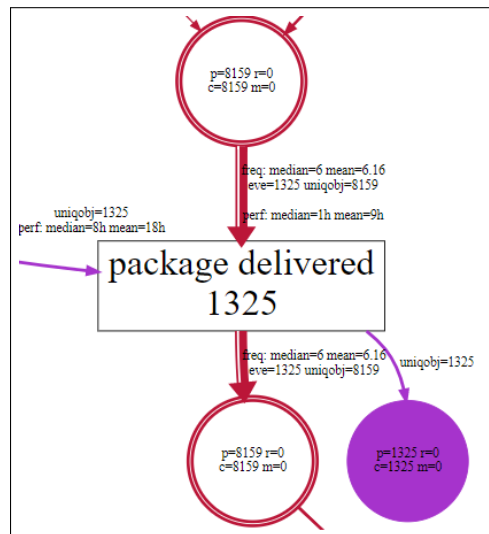 p=8159 r=0
c=8159 m=0
freq: median=6 mean=6.16
eve=1325 uniqobj=8159
perf: median=1h mean=9h
uniqobj=1325
perf: median=8h mean=18h
package delivered
1325
freq: median=6 mean=6.16
eve=1325 uniqobj=8159
uniqobj=1325
p=8159 r=0
c=8159 m=0
p=1325 r=0
c=1325 m=0